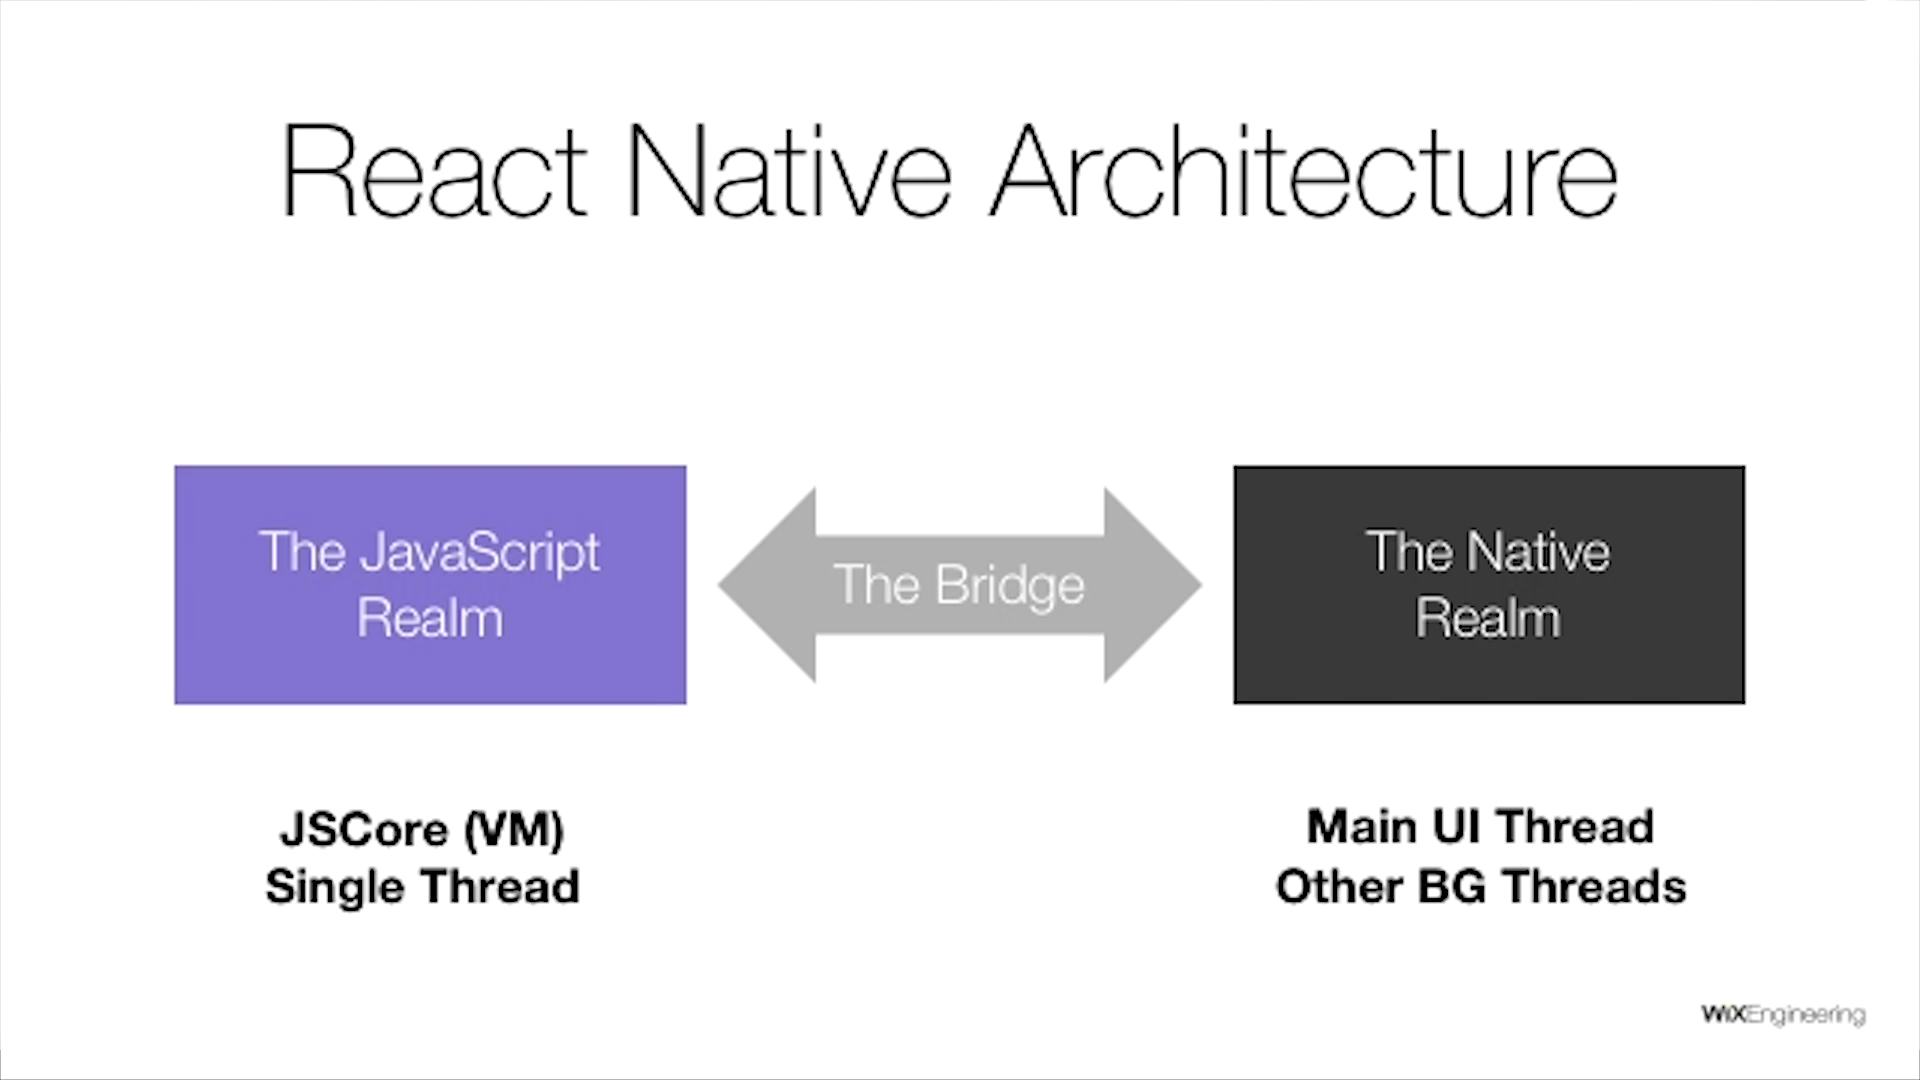 React Native Architecture
The JavaScript
Realm
The Bridge
The Native
Realm
JSCore (VM)
Single Thread
Main UI Thread
Other BG Threads
WiXEngineering